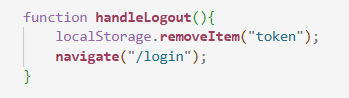 function handleLogout(){
    localStorage.removeItem("token");
    navigate("/login");
}